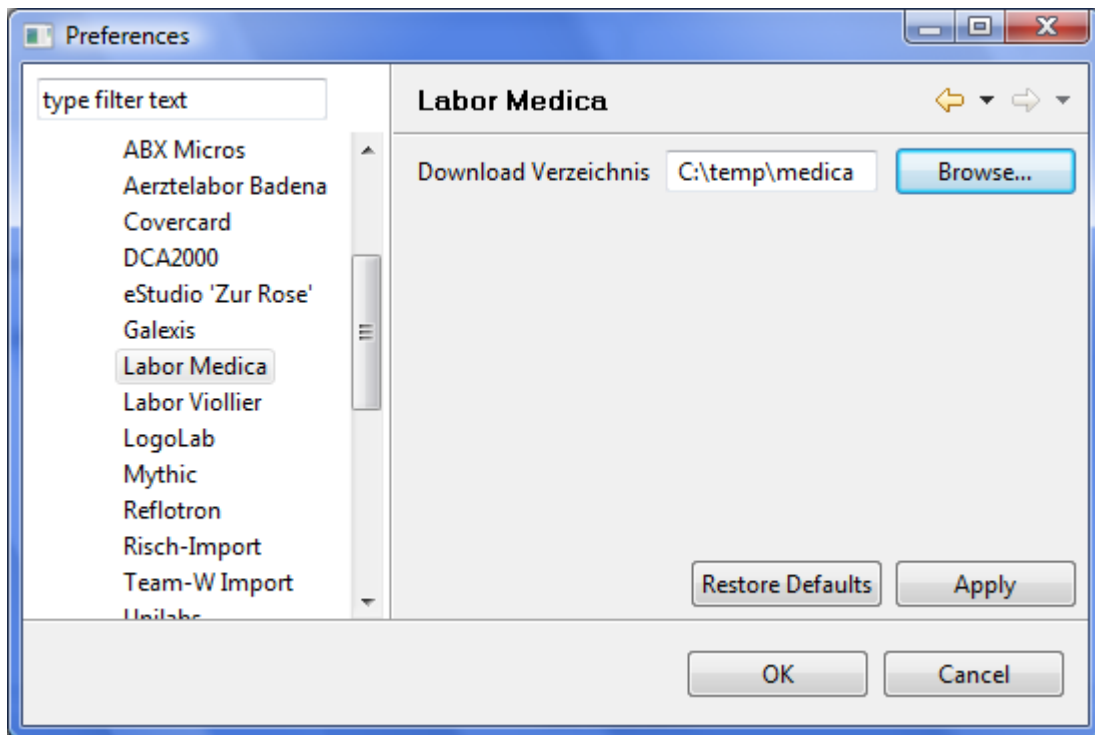 Preferences
type filter text
ABX Micros
Aerztelabor Badena
Covercard
DCA2000
eStudio 'Zur Rose'
Galexis
Labor Medica
Labor Viollier
LogoLab
Mythic
Reflotron
Risch-Import
Team-W Import
Unilabs
Labor Medica
Download Verzeichnis C:\temp\medica Browse...
Restore Defaults Apply
OK Cancel